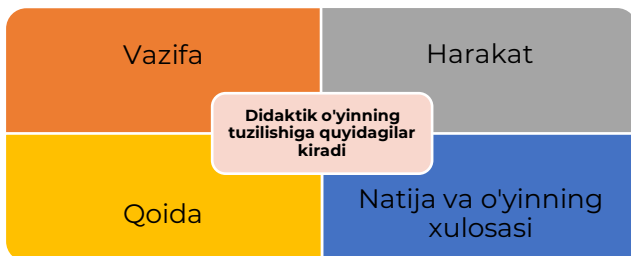 Vazifa
Harakat
Didaktik o'yinning
tuzilishiga quyidagilar
kiradi
Qoida
Natija va o'yinning
xulosasi